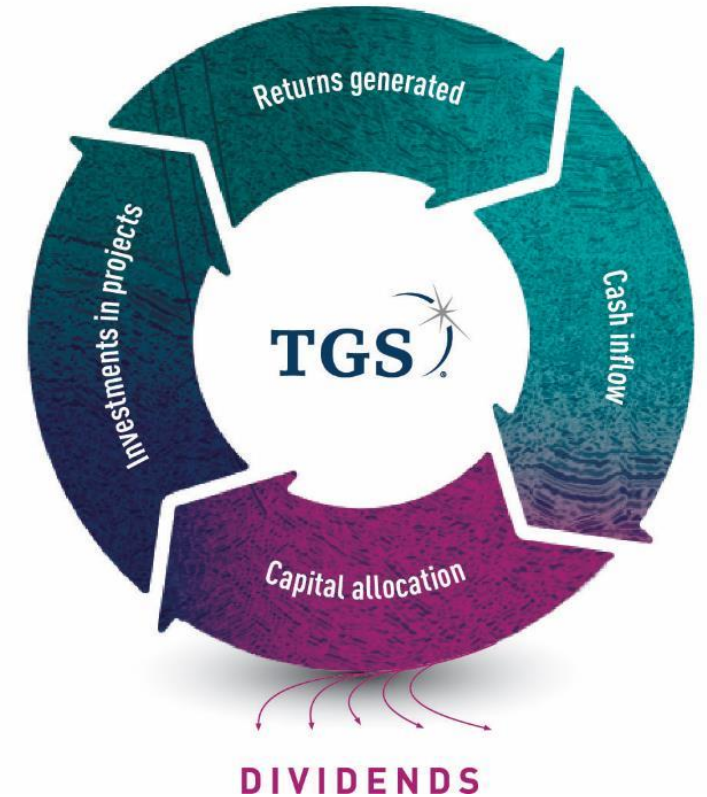 Returns generated
Investments in projects
Cash inflow
TGS
®
Capital allocation
DIVIDENDS